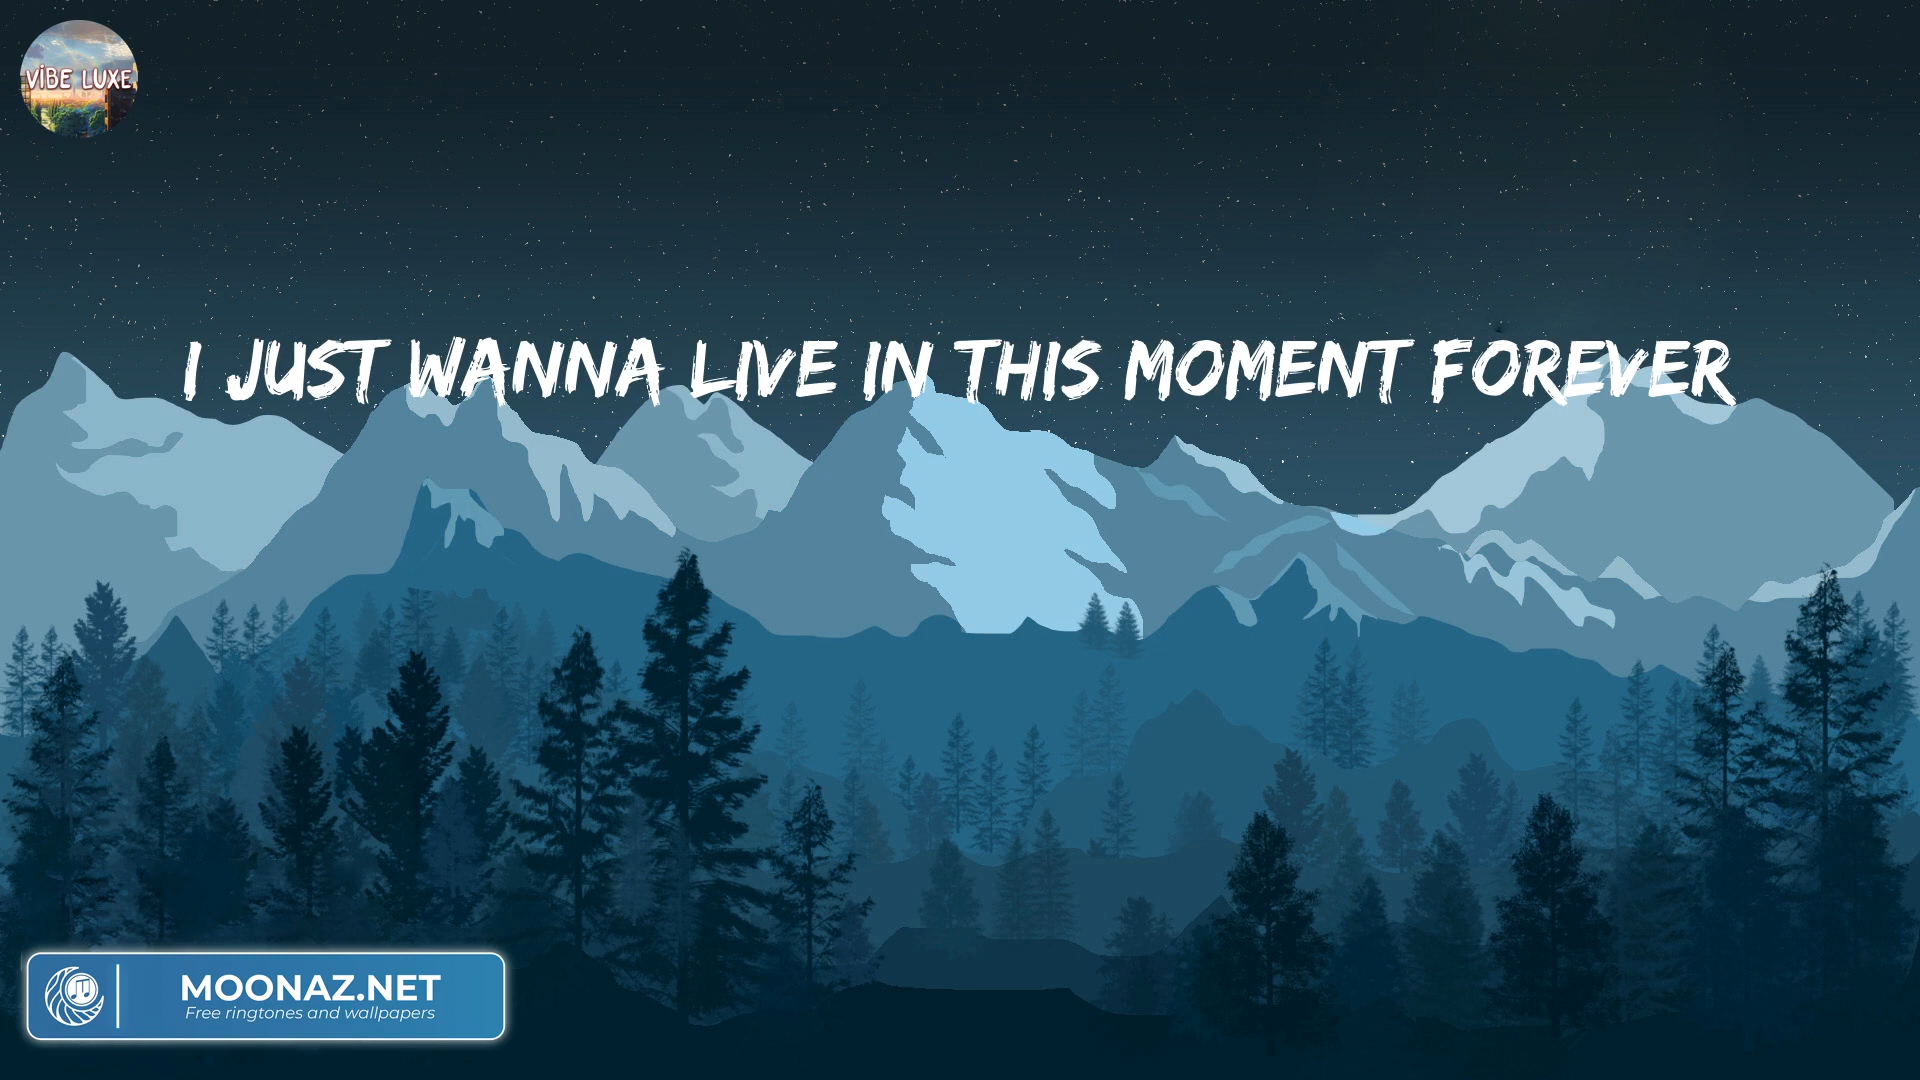 VIBE LUXE
I JUST WANNA LIVE IN THIS MOMENT FOREVER
MOONAZ.NET
Free ringtones and wallpapers